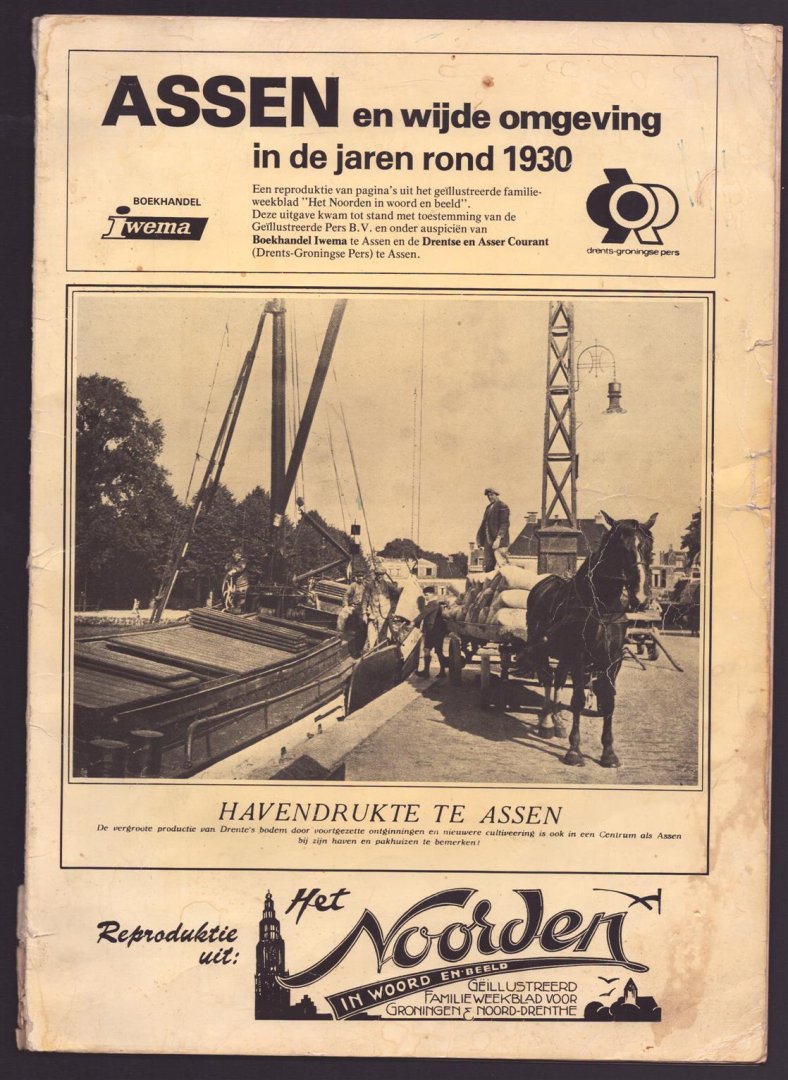 ASSEN en wijde omgeving
in de jaren rond 1930
BOEKHANDEL
iwema
Een reproduktie van pagina's uit het geïllustreerde familie-
weekblad "Het Noorden in woord en beeld".
Deze uitgave kwam tot stand met toestemming van de
Geïllustreerde Pers B.V. en onder auspiciën van
Boekhandel Iwema te Assen en de Drentse en Asser Courant
(Drents-Groningse Pers) te Assen.
drents-groningse pers
HAVENDRUKTE TE ASSEN
De vergroote productie van Drente's bodem door voortgezette ontginningen en nieuwere cultiveering is ook in een Centrum als Assen
bij zijn haven en pakhuizen te bemerken!
Reproduktie
uit:
Het
Noorden
IN WOORD EN BEELD
GEÏLLUSTREERD
FAMILIEWEEKBLAD VOOR
GRONINGEN & NOORD-DRENTHE